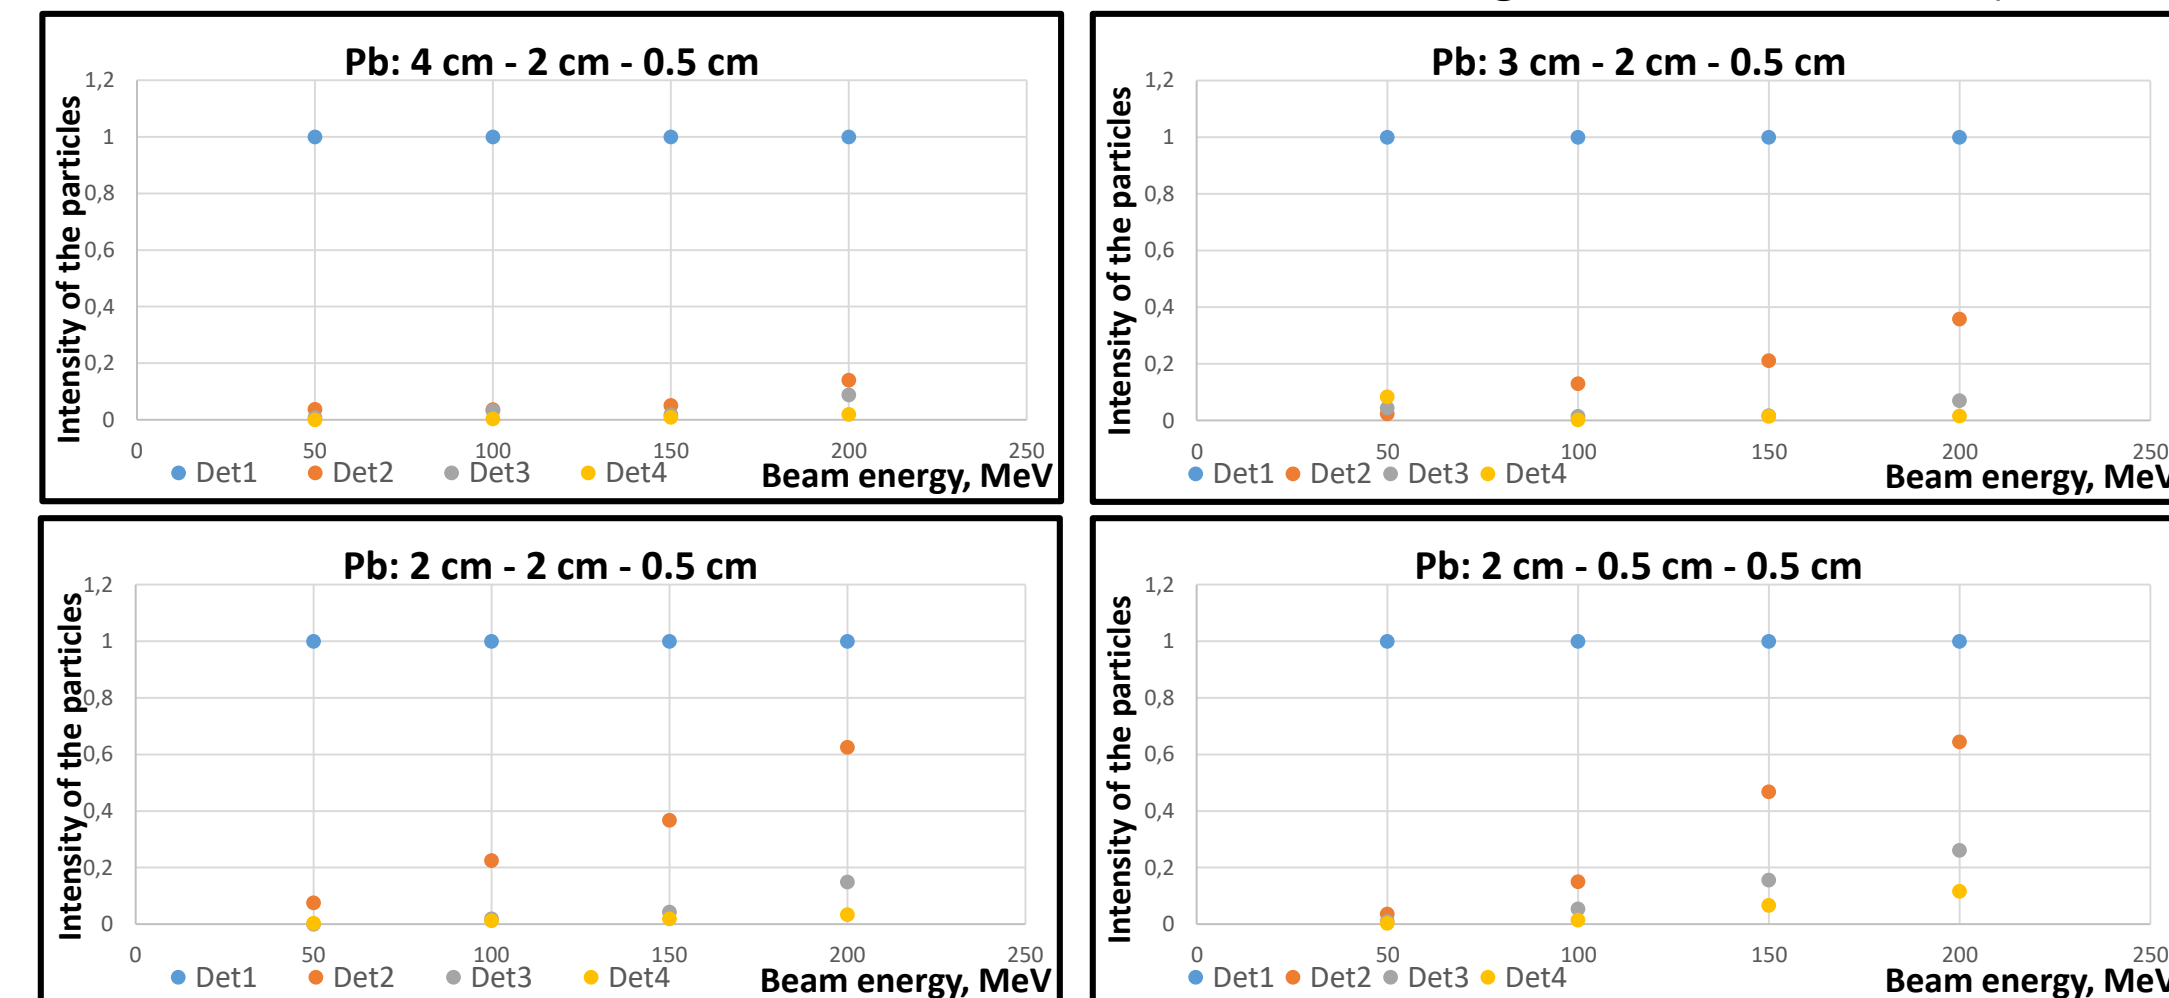 Pb: 4 cm - 2 cm - 0.5 cm
Intensity of the particles
1,2
1
0,8
0,6
0,4
0,2
0
0 50 100 150 200 250
Det1 Det2 Det3 Det4
Beam energy, MeV
Pb: 3 cm - 2 cm - 0.5 cm
Intensity of the particles
1,2
1
0,8
0,6
0,4
0,2
0
0 50 100 150 200 250
Det1 Det2 Det3 Det4
Beam energy, MeV
Pb: 2 cm - 2 cm - 0.5 cm
Intensity of the particles
1,2
1
0,8
0,6
0,4
0,2
0
0 50 100 150 200 250
Det1 Det2 Det3 Det4
Beam energy, MeV
Pb: 2 cm - 0.5 cm - 0.5 cm
Intensity of the particles
1,2
1
0,8
0,6
0,4
0,2
0
0 50 100 150 200 250
Det1 Det2 Det3 Det4
Beam energy, MeV